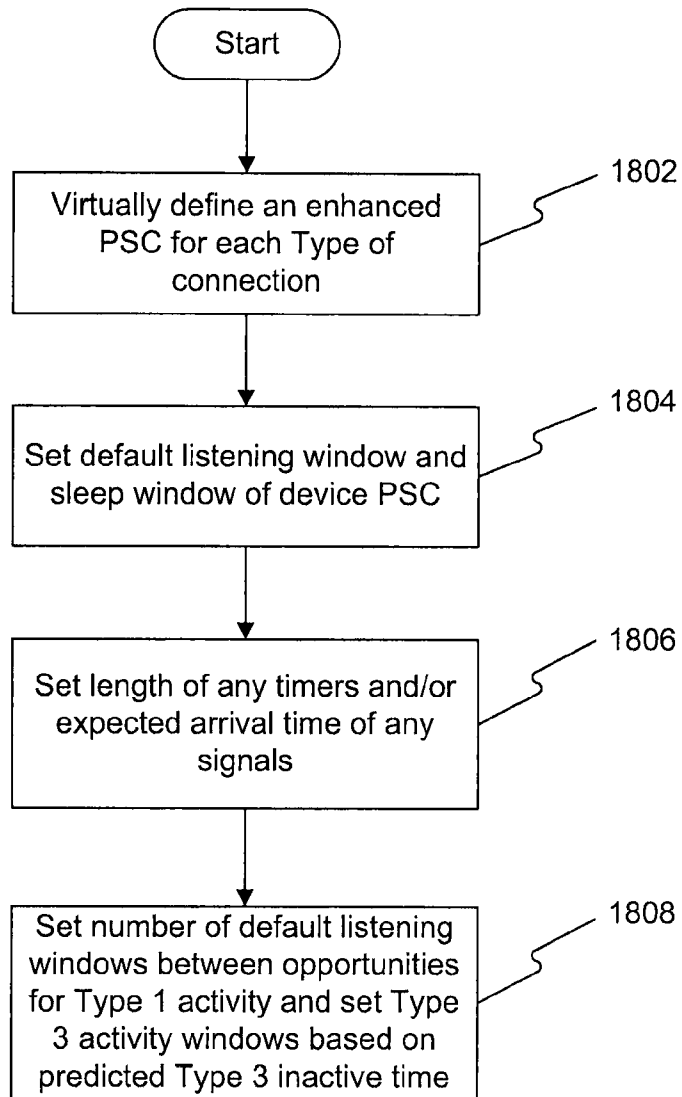 Start
1802
Virtually define an enhanced
PSC for each Type of
connection
1804
Set default listening window and
sleep window of device PSC
1806
Set length of any timers and/or
expected arrival time of any
signals
1808
Set number of default listening
windows between opportunities
for Type 1 activity and set Type
3 activity windows based on
predicted Type 3 inactive time